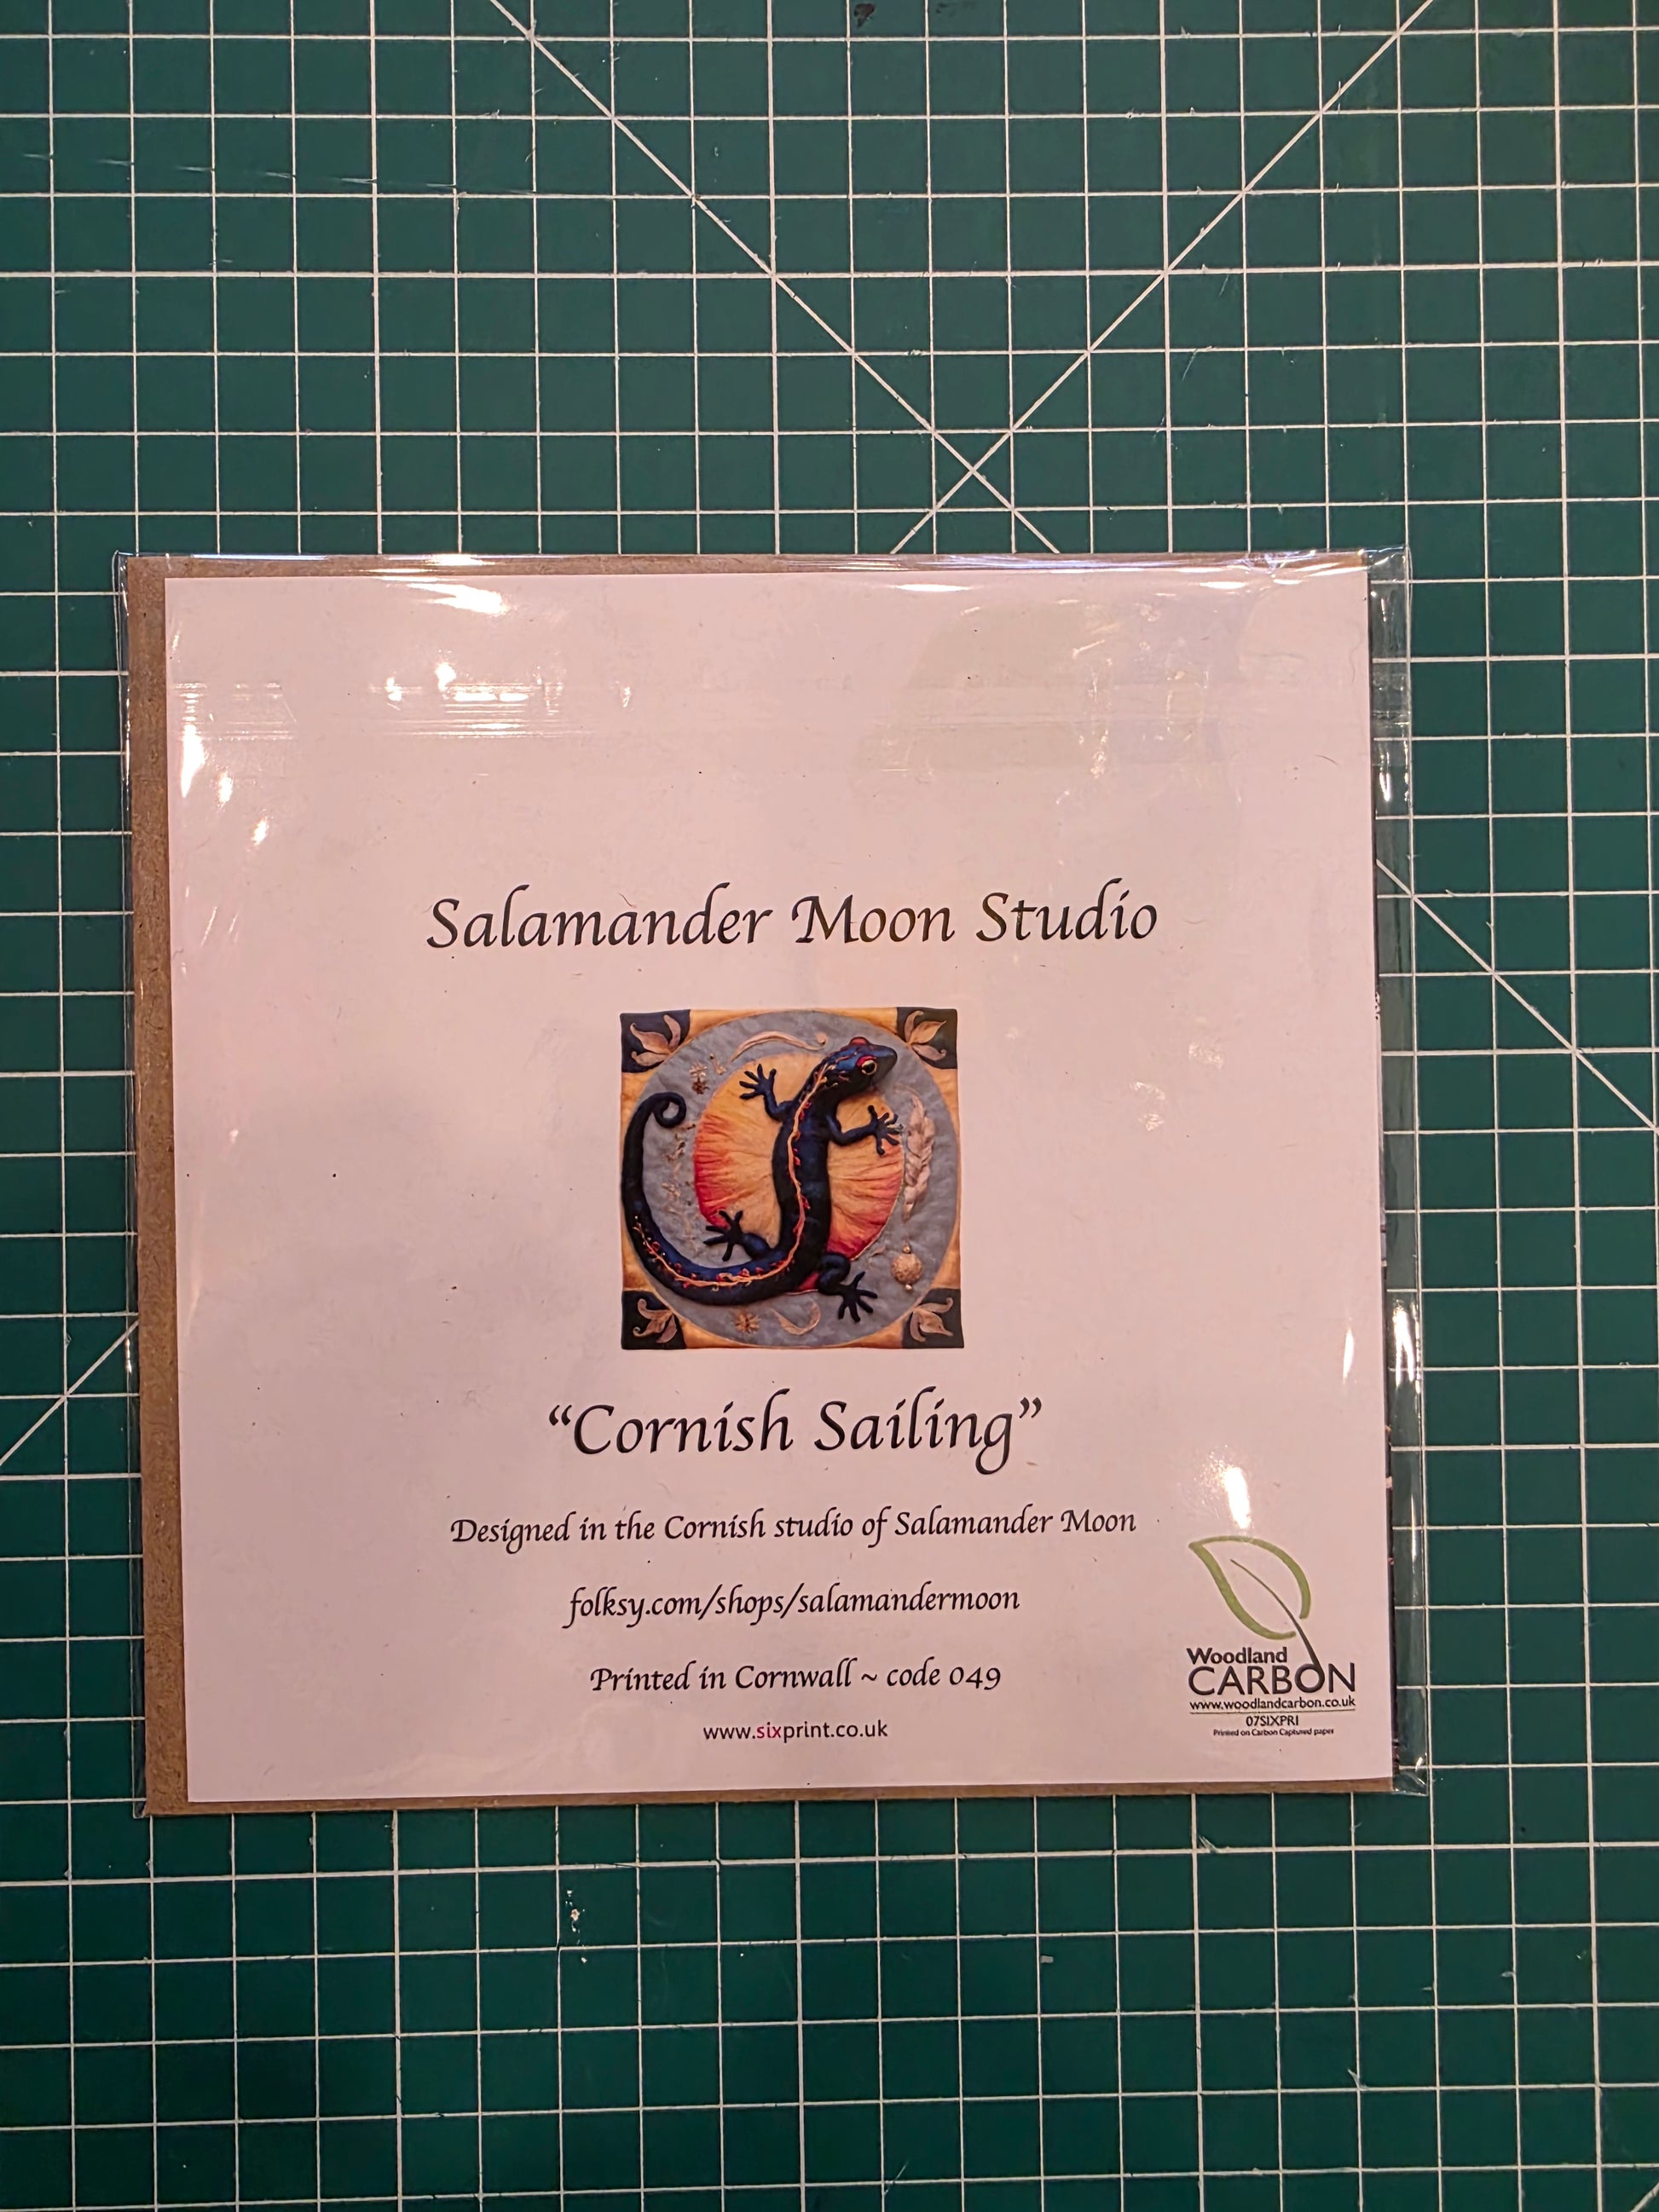 Salamander Moon Studio
“Cornish Sailing”
Designed in the Cornish studio of Salamander Moon
folksy.com/shops/salamandermoon
Printed in Cornwall ~ code 049
www.sixprint.co.uk
Woodland
CARBON
www.woodlandcarbon.co.uk
07SIXPRI
Printed on Carbon Captured paper